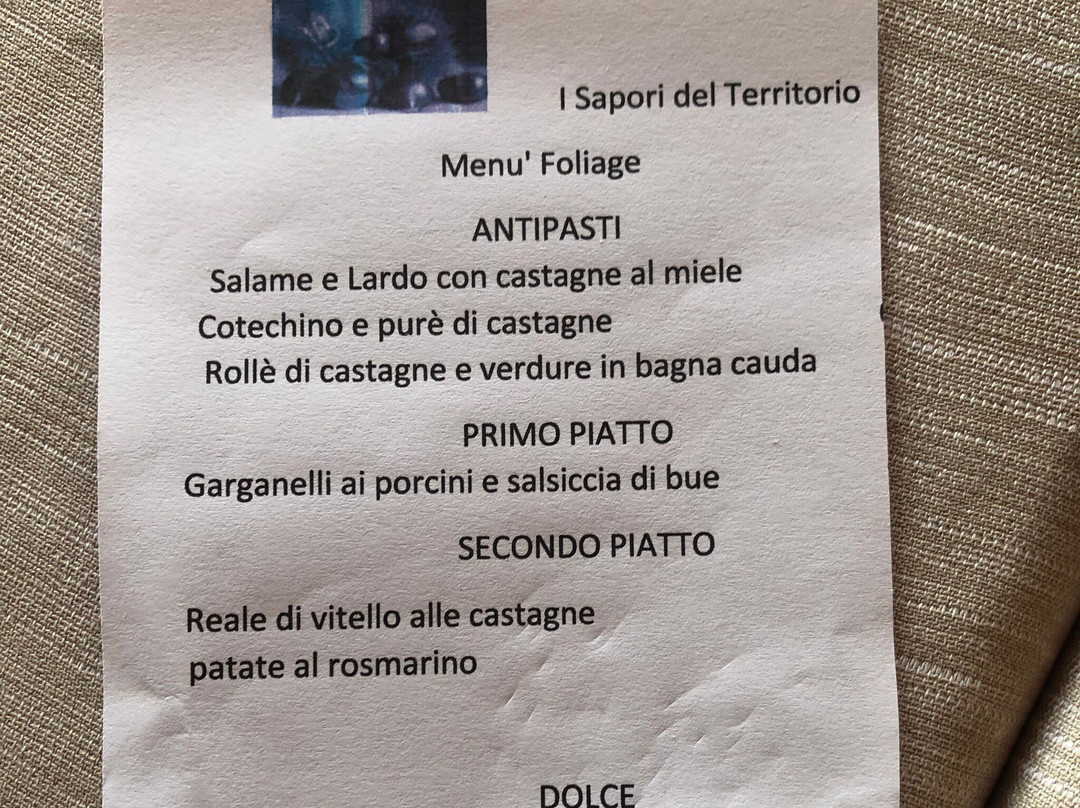 I Sapori del Territorio
Menu' Foliage
ANTIPASTI
Salame e Lardo con castagne al miele
Cotechino e purè di castagne
Rollè di castagne e verdure in bagna cauda
PRIMO PIATTO
Garganelli ai porcini e salsiccia di bue
SECONDO PIATTO
Reale di vitello alle castagne
patate al rosmarino
DOLCE